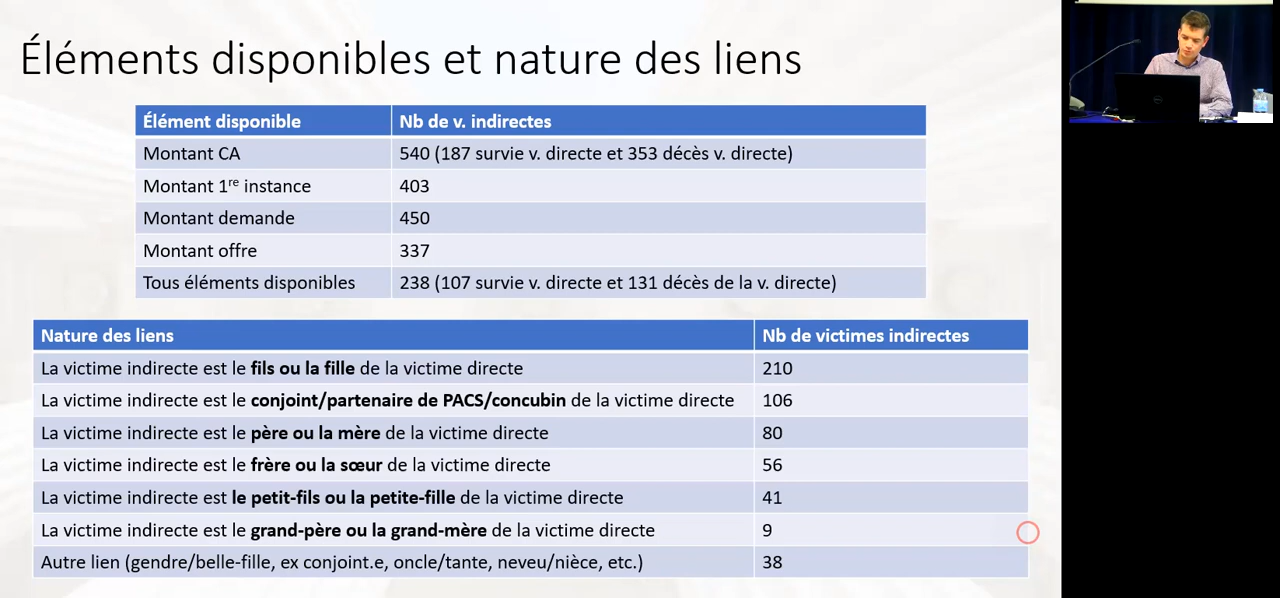 Éléments disponibles et nature des liens
Élément disponible Nb de v. indirectes
Montant CA 540 (187 survie v. directe et 353 décès v. directe)
Montant 1re instance 403
Montant demande 450
Montant offre 337
Tous éléments disponibles 238 (107 survie v. directe et 131 décès de la v. directe)
Nature des liens Nb de victimes indirectes
La victime indirecte est le fils ou la fille de la victime directe 210
La victime indirecte est le conjoint/partenaire de PACS/concubin de la victime directe 106
La victime indirecte est le père ou la mère de la victime directe 80
La victime indirecte est le frère ou la sœur de la victime directe 56
La victime indirecte est le petit-fils ou la petite-fille de la victime directe 41
La victime indirecte est le grand-père ou la grand-mère de la victime directe 9
Autre lien (gendre/belle-fille, ex conjoint.e, oncle/tante, neveu/nièce, etc.) 38